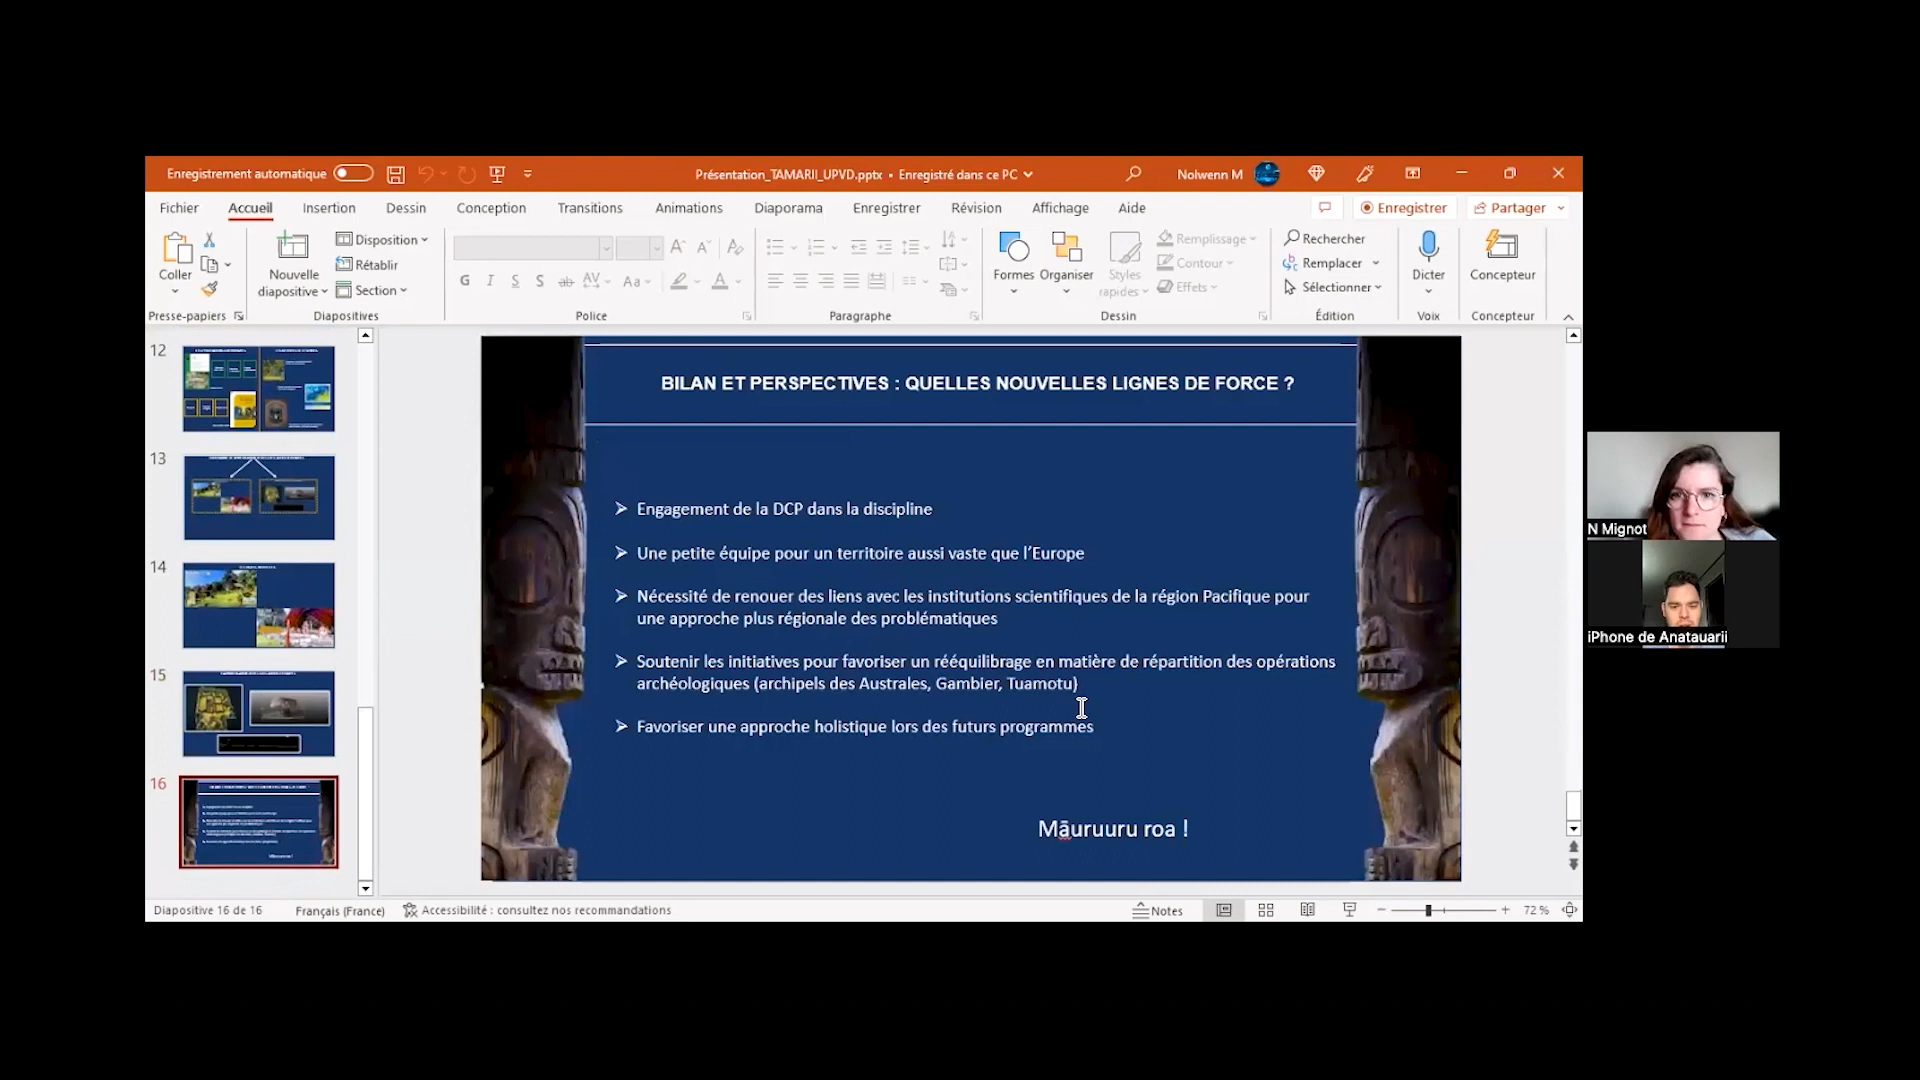 Enregistrement automatique
Présentation_TAMARII_UPVD.pptx • Enregistré dans ce PC
Nolwenn M
Fichier Accueil Insertion Dessin Conception Transitions Animations Diaporama Enregistrer Révision Affichage Aide
Enregistrer Partager
Coller
Nouvelle diapositive
Disposition
Rétablir
Section
G I S S ab AV Aa A
Formes Organiser Styles rapides
Remplissage
Contour
Effets
Rechercher
Remplacer
Sélectionner
Dicter
Concepteur
Presse-papiers Diapositives Police Paragraphe Dessin Édition Voix Concepteur
12
13
14
15
16
BILAN ET PERSPECTIVES : QUELLES NOUVELLES LIGNES DE FORCE ?
Engagement de la DCP dans la discipline
Une petite équipe pour un territoire aussi vaste que l’Europe
Nécessité de renouer des liens avec les institutions scientifiques de la région Pacifique pour
une approche plus régionale des problématiques
Soutenir les initiatives pour favoriser un rééquilibrage en matière de répartition des opérations
archéologiques (archipels des Australes, Gambier, Tuamotu)
Favoriser une approche holistique lors des futurs programmes
Māuruuru roa !
N Mignot
iPhone de Anatauarii
Diapositive 16 de 16 Français (France) Accessibilité : consultez nos recommandations Notes 72 %